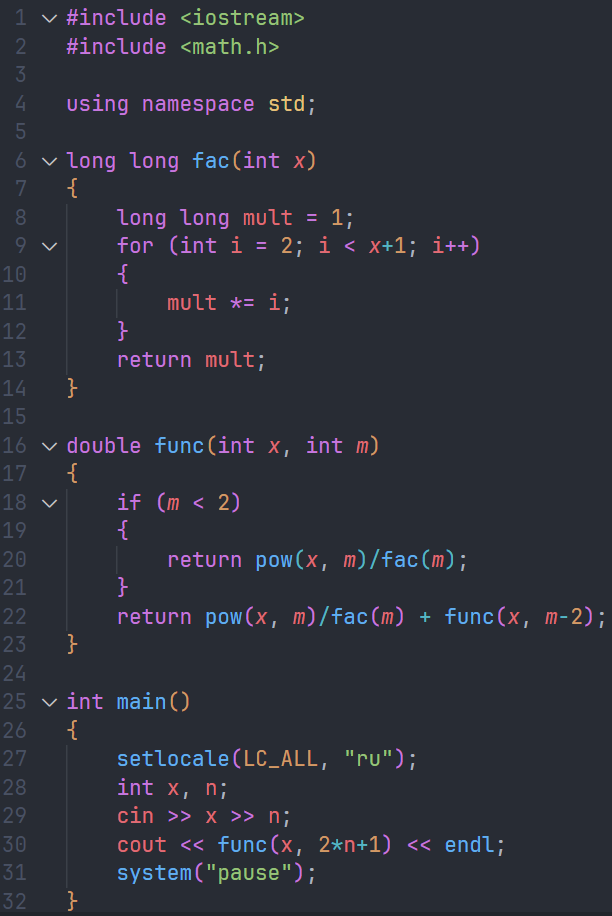 1 #include <iostream>
2 #include <math.h>
3
4 using namespace std;
5
6 long long fac(int x)
7 {
8     long long mult = 1;
9     for (int i = 2; i < x+1; i++)
10     {
11         mult *= i;
12     }
13     return mult;
14 }
15
16 double func(int x, int m)
17 {
18     if (m < 2)
19     {
20         return pow(x, m)/fac(m);
21     }
22     return pow(x, m)/fac(m) + func(x, m-2);
23 }
24
25 int main()
26 {
27     setlocale(LC_ALL, "ru");
28     int x, n;
29     cin >> x >> n;
30     cout << func(x, 2*n+1) << endl;
31     system("pause");
32 }